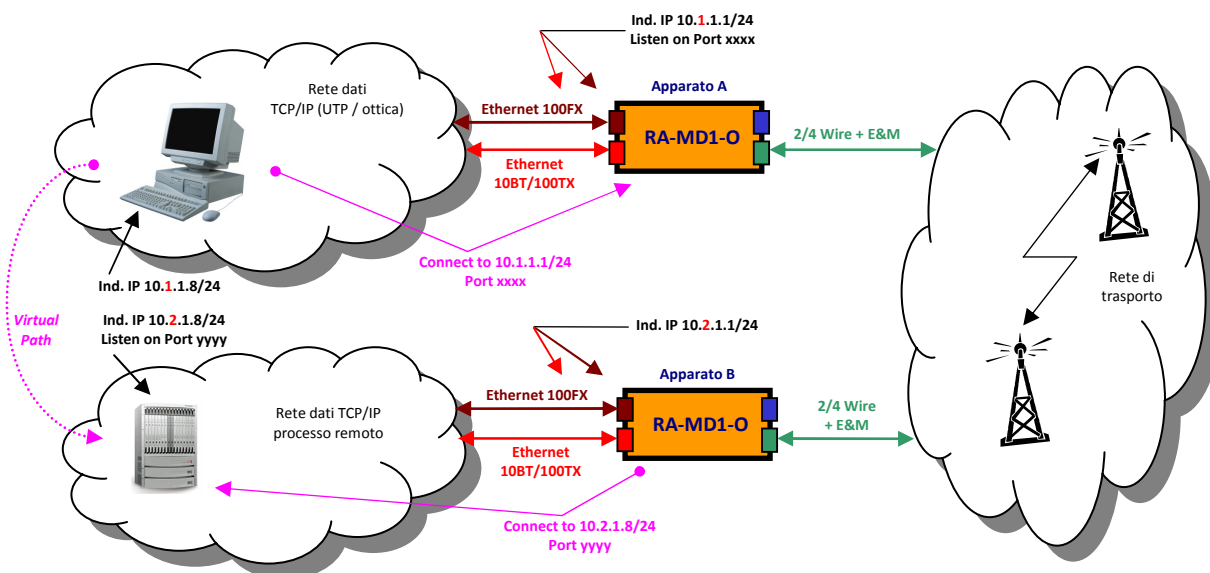 Ind. IP 10.1.1.1/24
Listen on Port xxxx
Rete dati
TCP/IP (UTP / ottica)
Ethernet 100FX
Ethernet
10BT/100TX
Apparato A
RA-MD1-O
2/4 Wire + E&M
Connect to 10.1.1.1/24
Port xxxx
Ind. IP 10.1.1.8/24
Virtual
Path
Ind. IP 10.2.1.8/24
Listen on Port yyyy
Ind. IP 10.2.1.1/24
Rete di
trasporto
Rete dati TCP/IP
processo remoto
Ethernet 100FX
Ethernet
10BT/100TX
Apparato B
RA-MD1-O
2/4 Wire
+ E&M
Connect to 10.2.1.8/24
Port yyyy